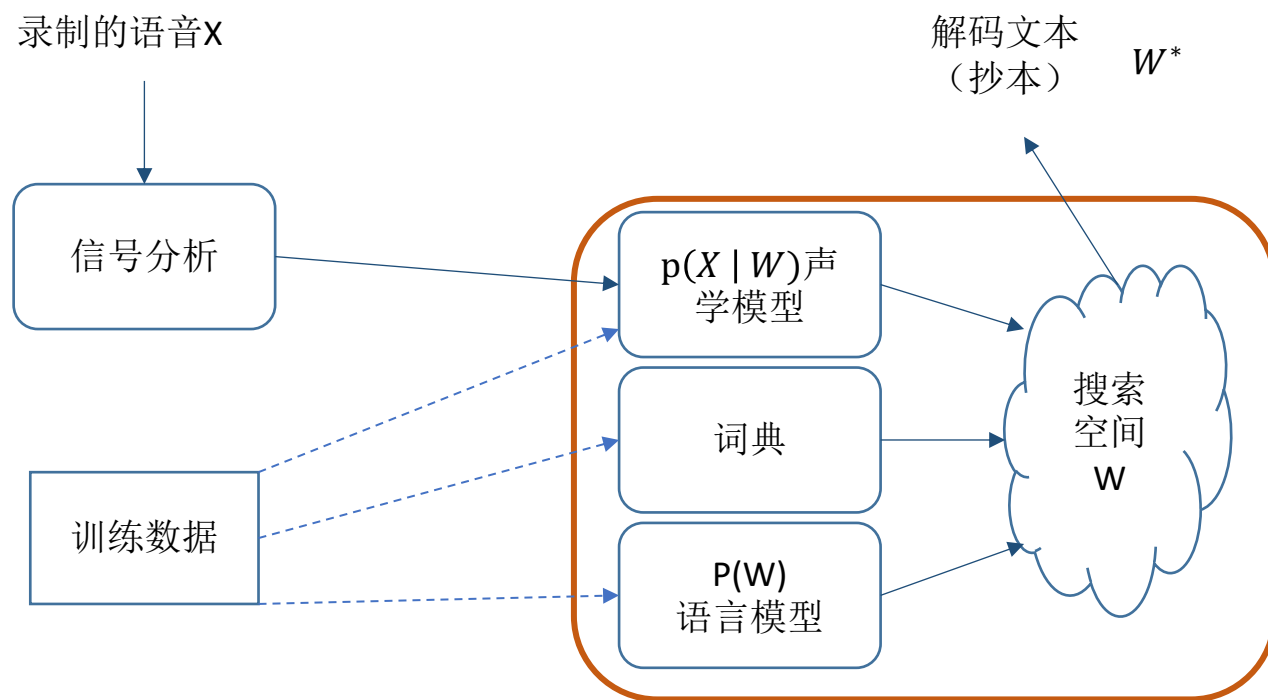 录制的语音X
解码文本
（抄本）
W*
信号分析
p(X | W)声
学模型
词典
搜索
空间
W
训练数据
P(W)
语言模型